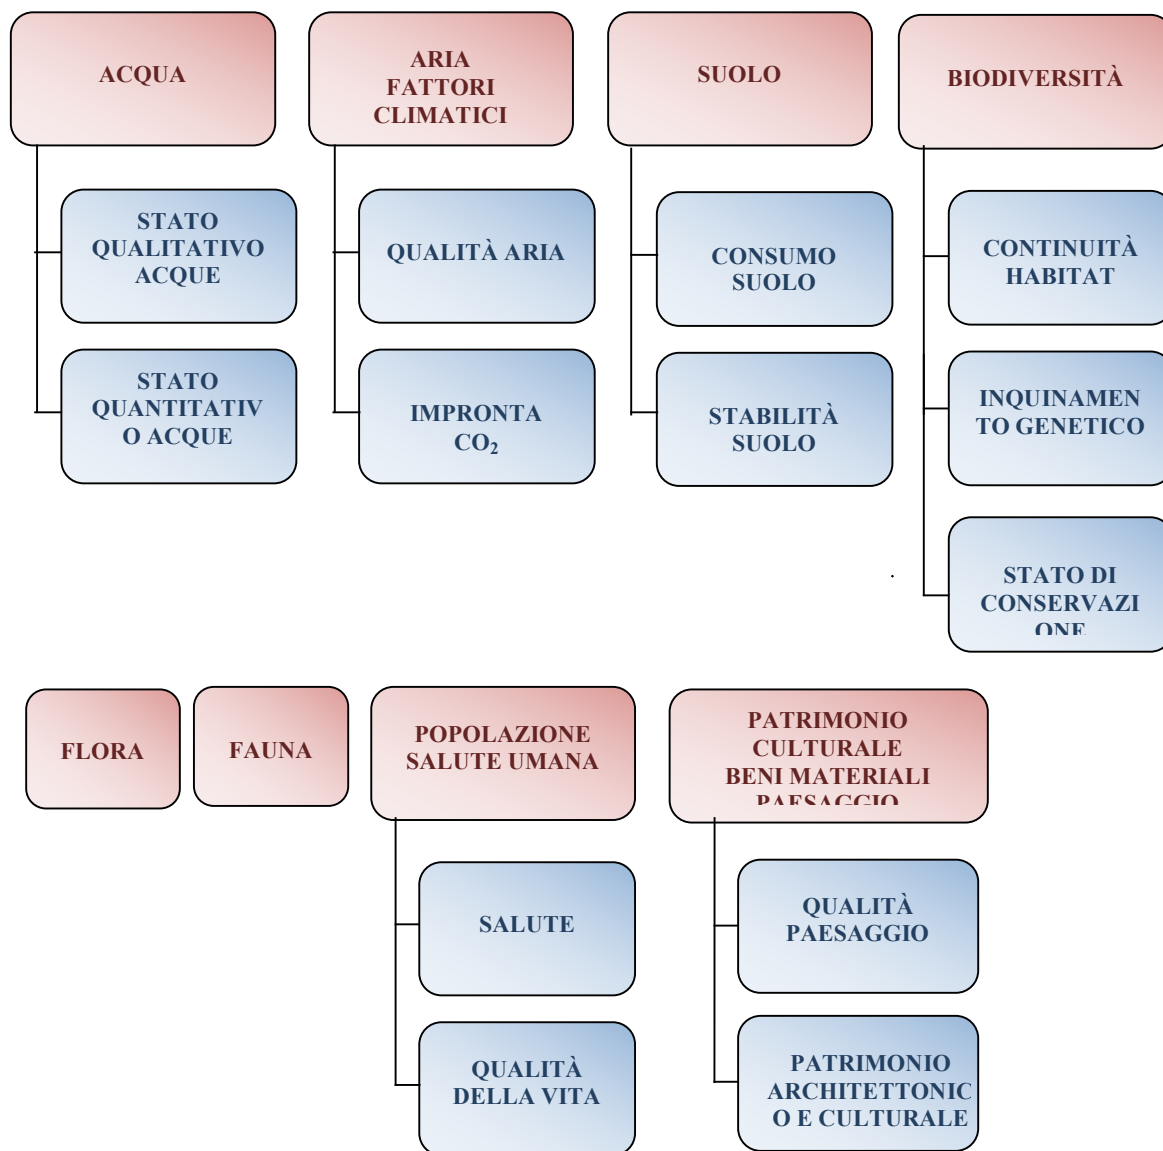 ACQUA
STATO
QUALITATIVO
ACQUE
STATO
QUANTITATIV
O ACQUE
ARIA
FATTORI
CLIMATICI
QUALITÀ ARIA
IMPRONTA
CO₂
SUOLO
CONSUMO
SUOLO
STABILITÀ
SUOLO
BIODIVERSITÀ
CONTINUITÀ
HABITAT
INQUINAMEN
TO GENETICO
STATO DI
CONSERVAZI
ONE
.
FLORA
FAUNA
POPOLAZIONE
SALUTE UMANA
SALUTE
QUALITÀ
DELLA VITA
PATRIMONIO
CULTURALE
BENI MATERIALI
PAESAGGIO
QUALITÀ
PAESAGGIO
PATRIMONIO
ARCHITETTONIC
O E CULTURALE